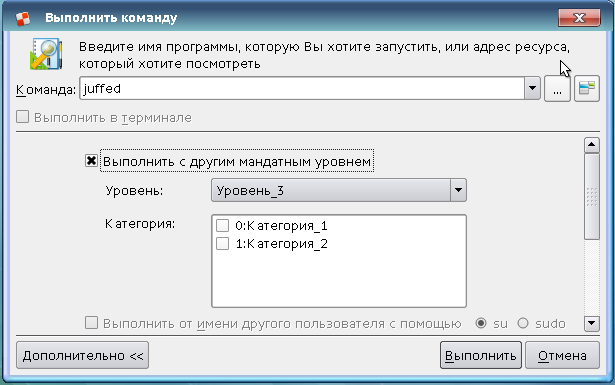 Выполнить команду
Введите имя программы, которую Вы хотите запустить, или адрес ресурса,
который хотите посмотреть
Команда: juffed ...
Выполнить в терминале
Выполнить с другим мандатным уровнем
Уровень: Уровень_3
Категория: 0:Категория_1
1:Категория_2
Выполнить от имени другого пользователя с помощью su sudo
Дополнительно << Выполнить Отмена